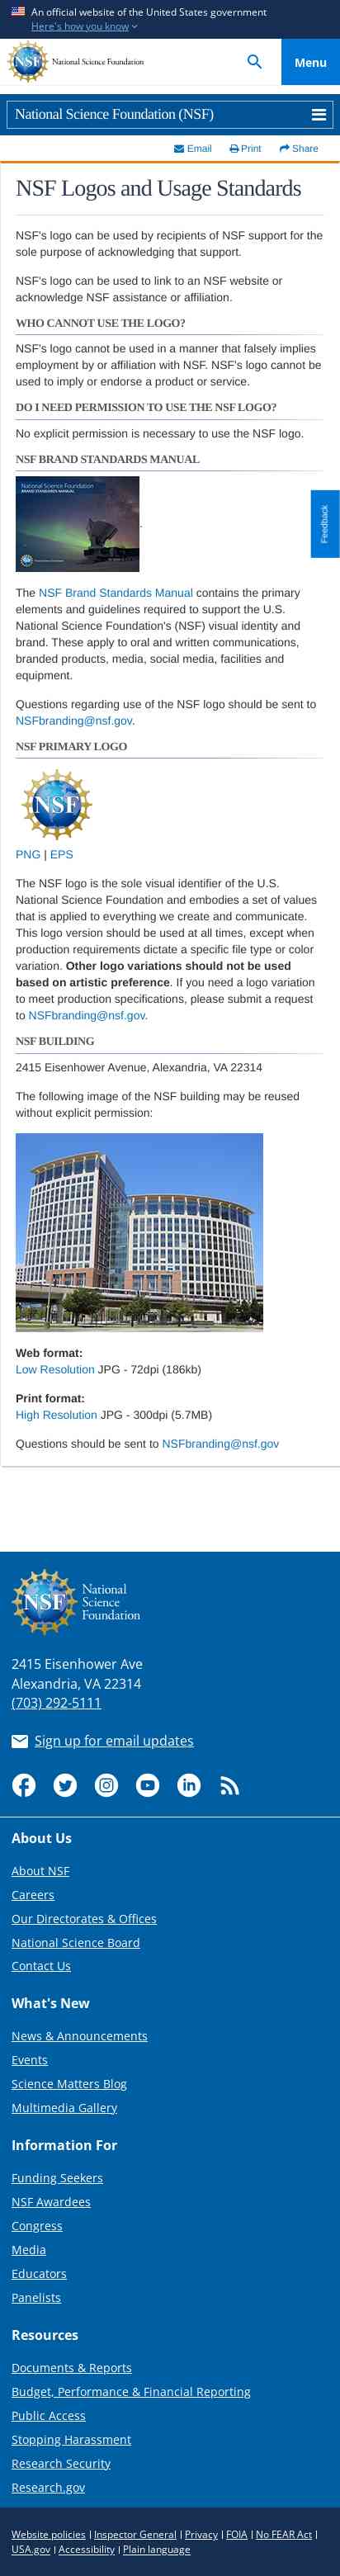 An official website of the United States government
Here's how you know
NSF National Science Foundation
Menu
National Science Foundation (NSF)
Email Print Share
NSF Logos and Usage Standards
NSF's logo can be used by recipients of NSF support for the
sole purpose of acknowledging that support.
NSF's logo can be used to link to an NSF website or
acknowledge NSF assistance or affiliation.
WHO CANNOT USE THE LOGO?
NSF's logo cannot be used in a manner that falsely implies
employment by or affiliation with NSF. NSF's logo cannot be
used to imply or endorse a product or service.
DO I NEED PERMISSION TO USE THE NSF LOGO?
No explicit permission is necessary to use the NSF logo.
NSF BRAND STANDARDS MANUAL
National Science Foundation
BRAND STANDARDS MANUAL
.
Feedback
The NSF Brand Standards Manual contains the primary
elements and guidelines required to support the U.S.
National Science Foundation's (NSF) visual identity and
brand. These apply to oral and written communications,
branded products, media, social media, facilities and
equipment.
Questions regarding use of the NSF logo should be sent to
NSFbranding@nsf.gov.
NSF PRIMARY LOGO
NSF
PNG | EPS
The NSF logo is the sole visual identifier of the U.S.
National Science Foundation and embodies a set of values
that is applied to everything we create and communicate.
This logo version should be used at all times, except when
production requirements dictate a specific file type or color
variation. Other logo variations should not be used
based on artistic preference. If you need a logo variation
to meet production specifications, please submit a request
to NSFbranding@nsf.gov.
NSF BUILDING
2415 Eisenhower Avenue, Alexandria, VA 22314
The following image of the NSF building may be reused
without explicit permission:
Web format:
Low Resolution JPG - 72dpi (186kb)
Print format:
High Resolution JPG - 300dpi (5.7MB)
Questions should be sent to NSFbranding@nsf.gov
NSF
National
Science
Foundation
2415 Eisenhower Ave
Alexandria, VA 22314
(703) 292-5111
Sign up for email updates
About Us
About NSF
Careers
Our Directorates & Offices
National Science Board
Contact Us
What's New
News & Announcements
Events
Science Matters Blog
Multimedia Gallery
Information For
Funding Seekers
NSF Awardees
Congress
Media
Educators
Panelists
Resources
Documents & Reports
Budget, Performance & Financial Reporting
Public Access
Stopping Harassment
Research Security
Research.gov
Website policies | Inspector General | Privacy | FOIA | No FEAR Act |
USA.gov | Accessibility | Plain language